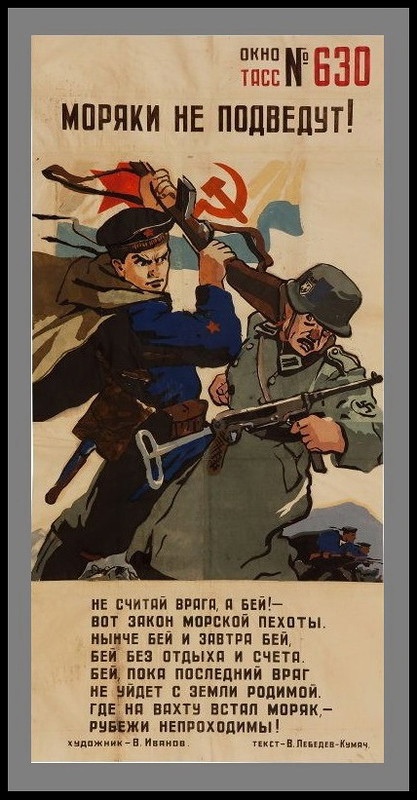 ОКНО
ТАСС № 630
МОРЯКИ НЕ ПОДВЕДУТ!
НЕ СЧИТАЙ ВРАГА, А БЕЙ!—
ВОТ ЗАКОН МОРСКОЙ ПЕХОТЫ.
НЫНЧЕ БЕЙ И ЗАВТРА БЕЙ,
БЕЙ БЕЗ ОТДЫХА И СЧЕТА.
БЕЙ, ПОКА ПОСЛЕДНИЙ ВРАГ
НЕ УЙДЕТ С ЗЕМЛИ РОДИМОЙ.
ГДЕ НА ВАХТУ ВСТАЛ МОРЯК,—
РУБЕЖИ НЕПРОХОДИМЫ!
ХУДОЖНИК – В. ИВАНОВ. ТЕКСТ – В. ЛЕБЕДЕВ-КУМАЧ.